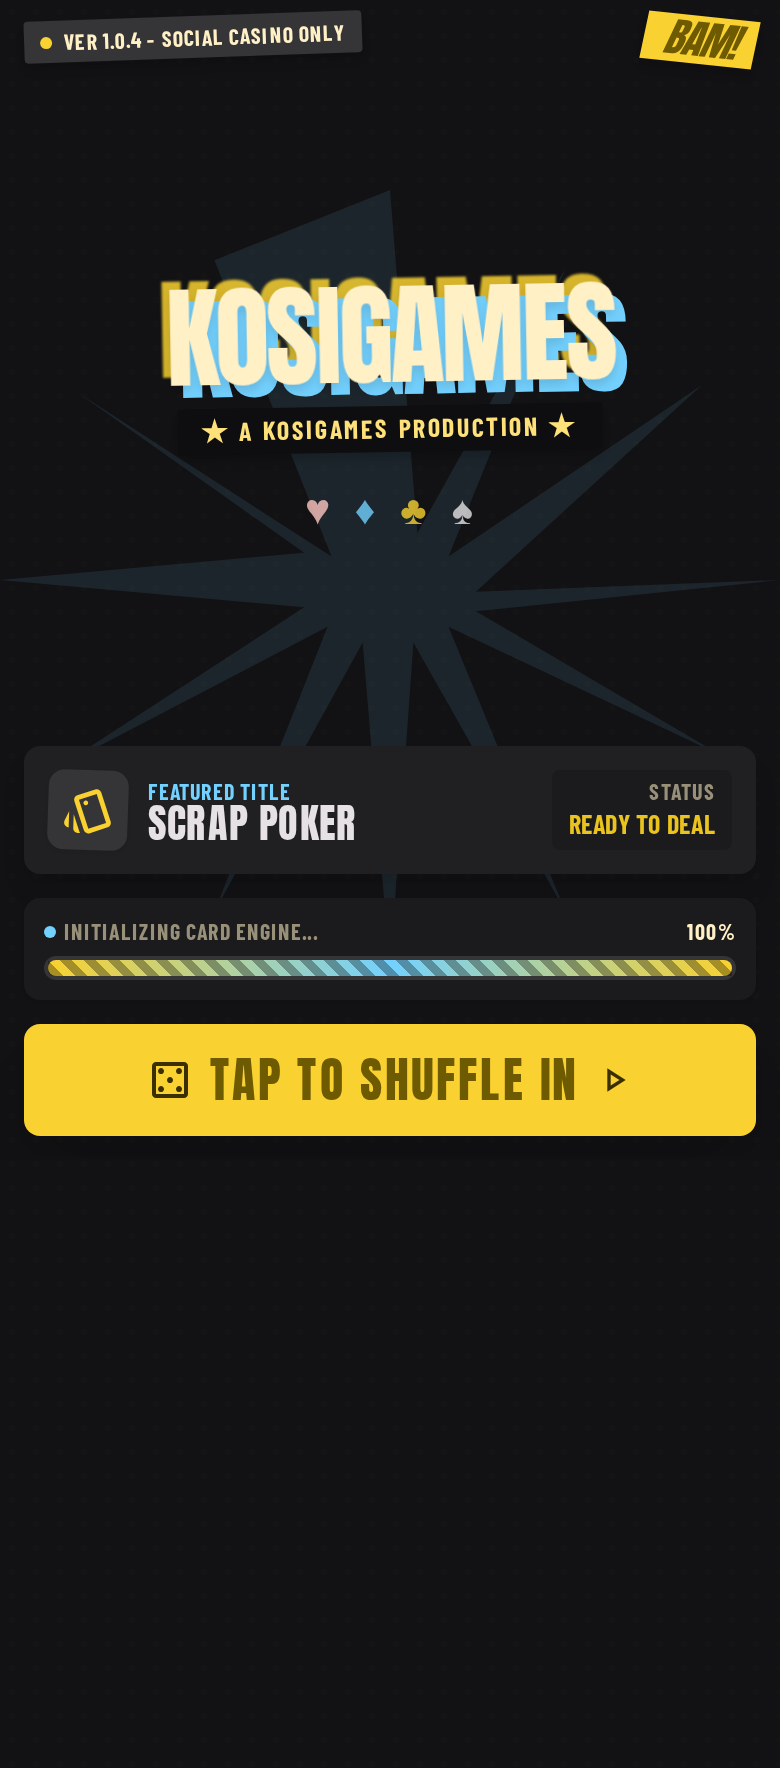 VER 1.0.4 - SOCIAL CASINO ONLY
BAM!
KOSIGAMES
★ A KOSIGAMES PRODUCTION ★
♥ ♦ ♣ ♠
FEATURED TITLE
SCRAP POKER
STATUS
READY TO DEAL
INITIALIZING CARD ENGINE...
100%
TAP TO SHUFFLE IN